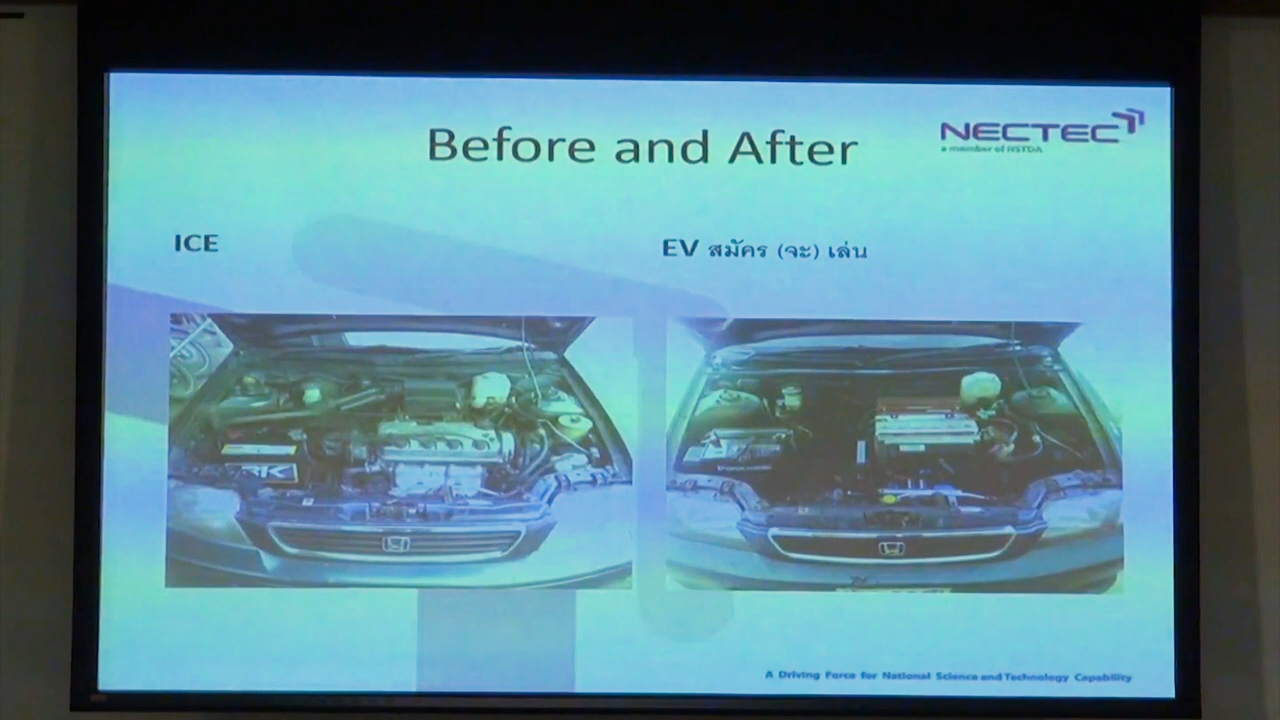 Before and After
NECTEC
a member of NSTDA
ICE
EV สมัคร (จะ) เล่น
A Driving Force for National Science and Technology Capability